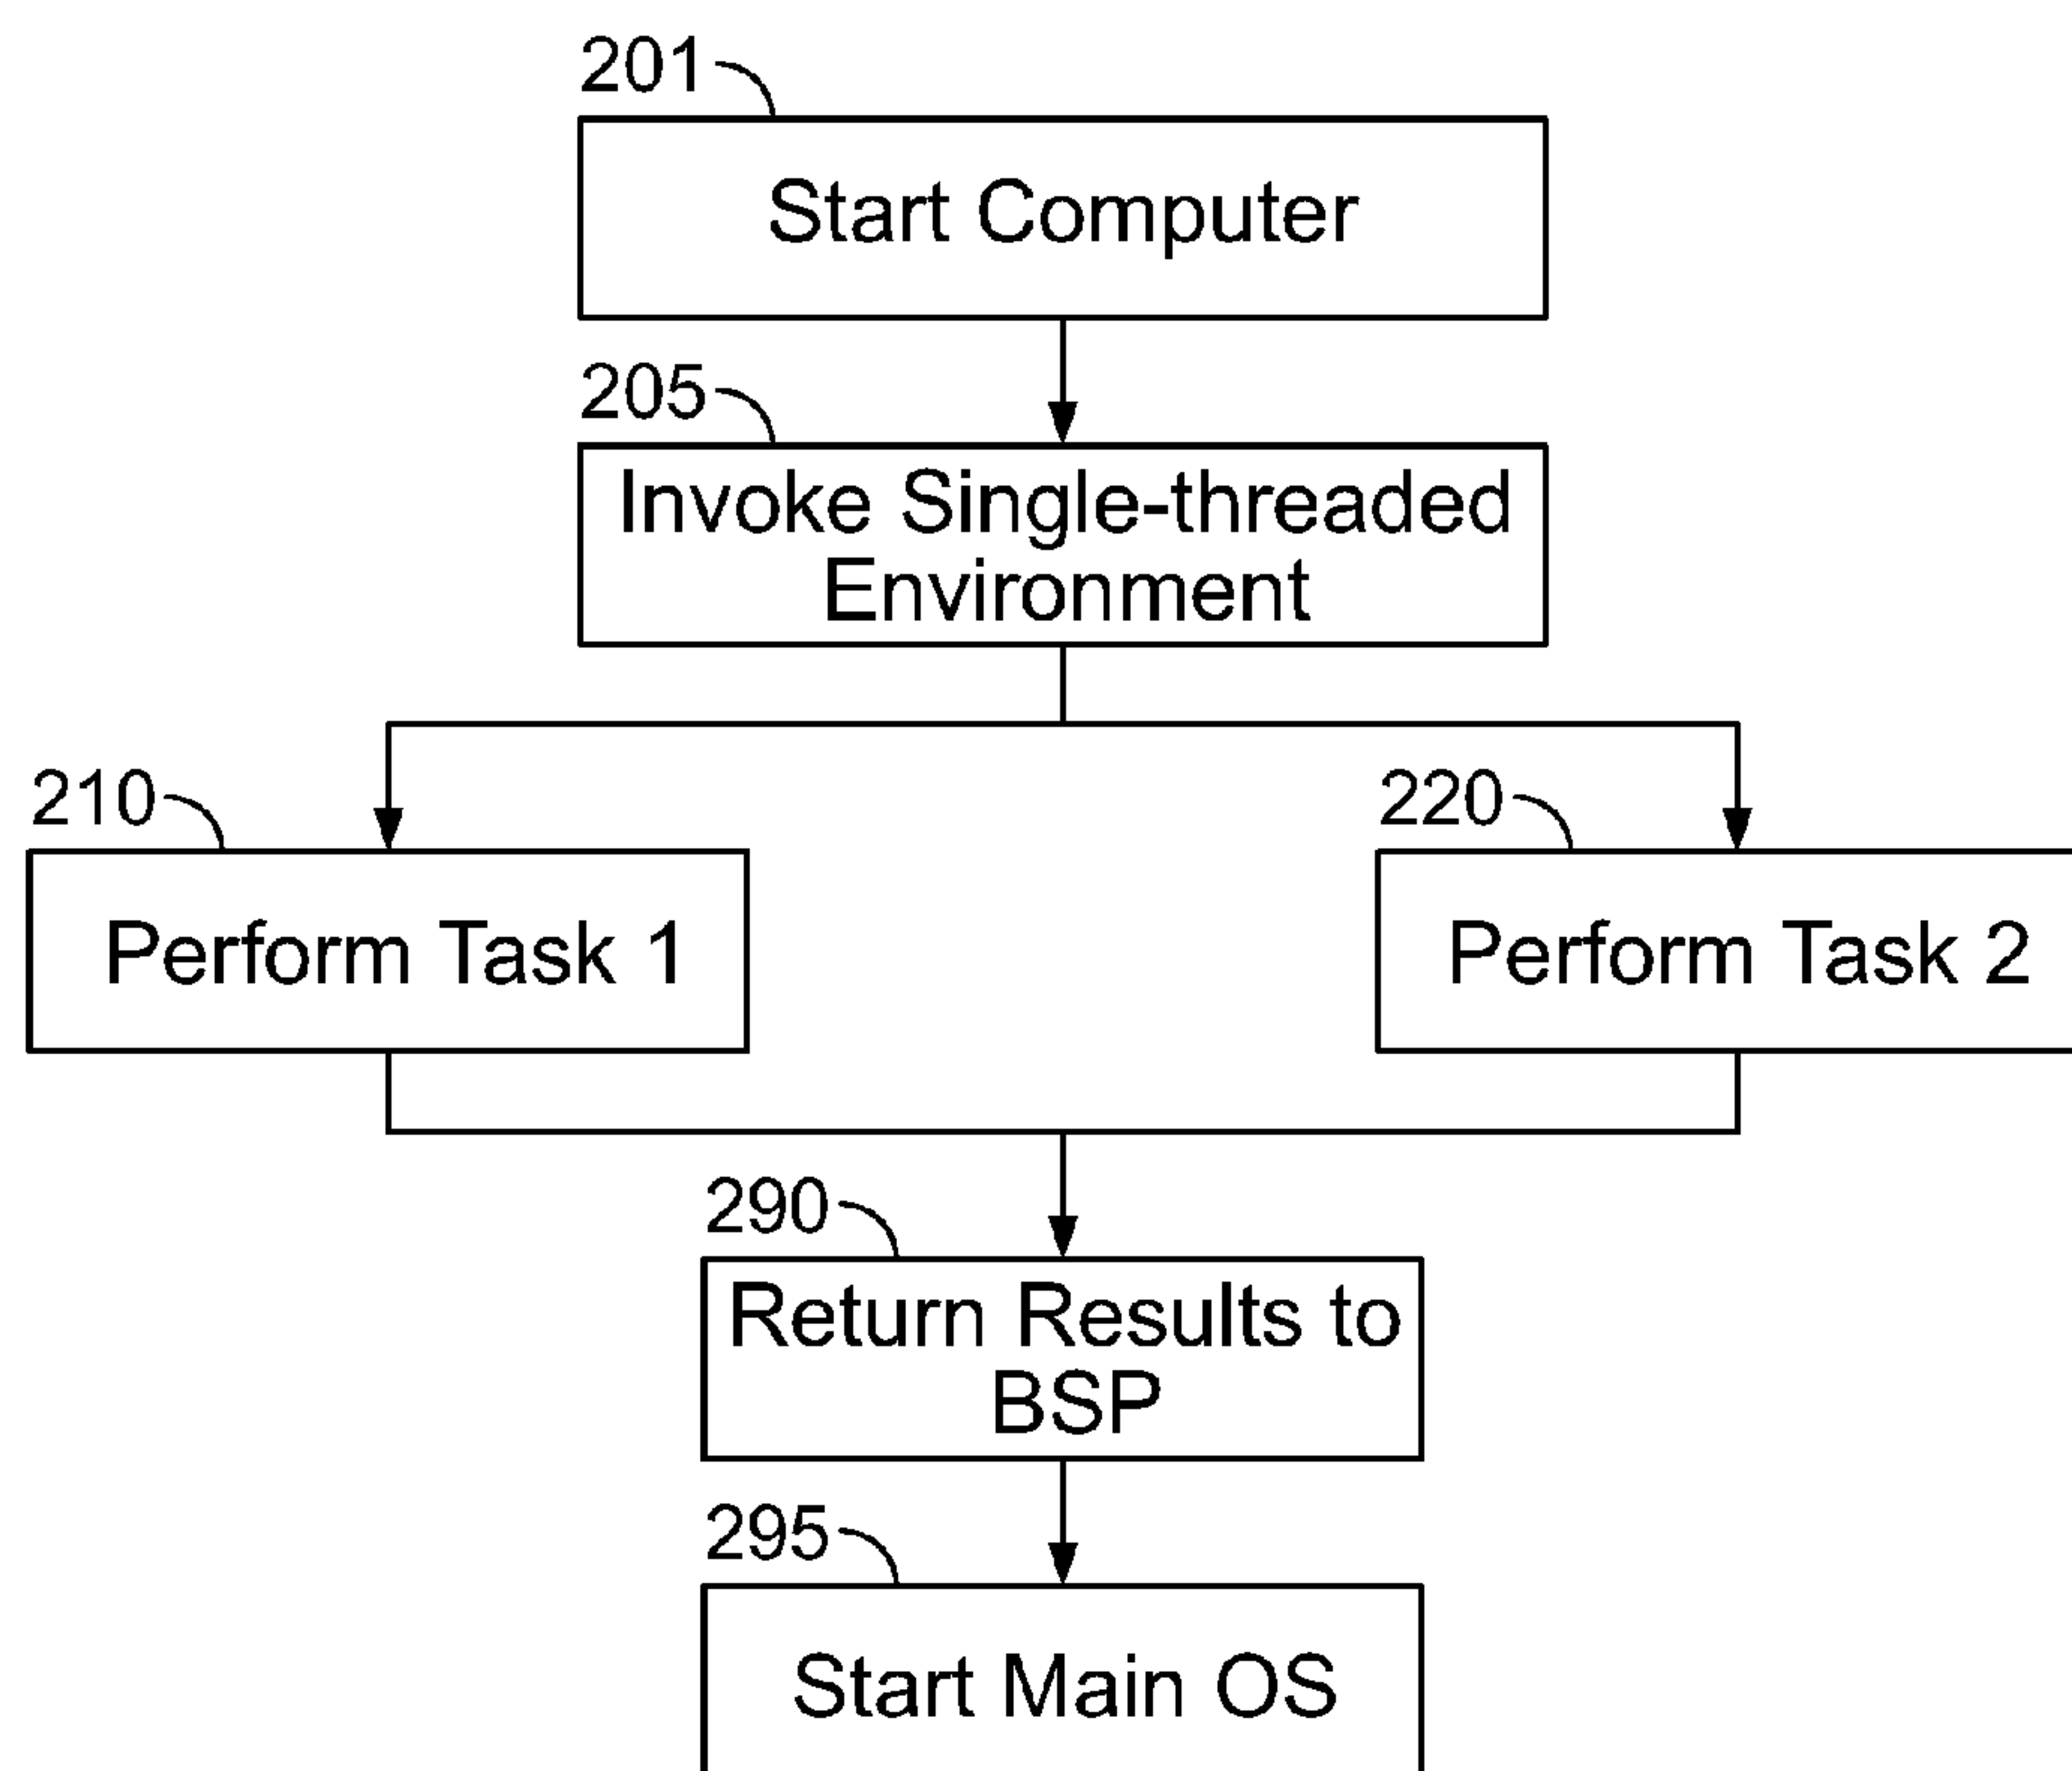 201
Start Computer
205
Invoke Single-threaded
Environment
210
220
Perform Task 1
Perform Task 2
290
Return Results to
BSP
295
Start Main OS